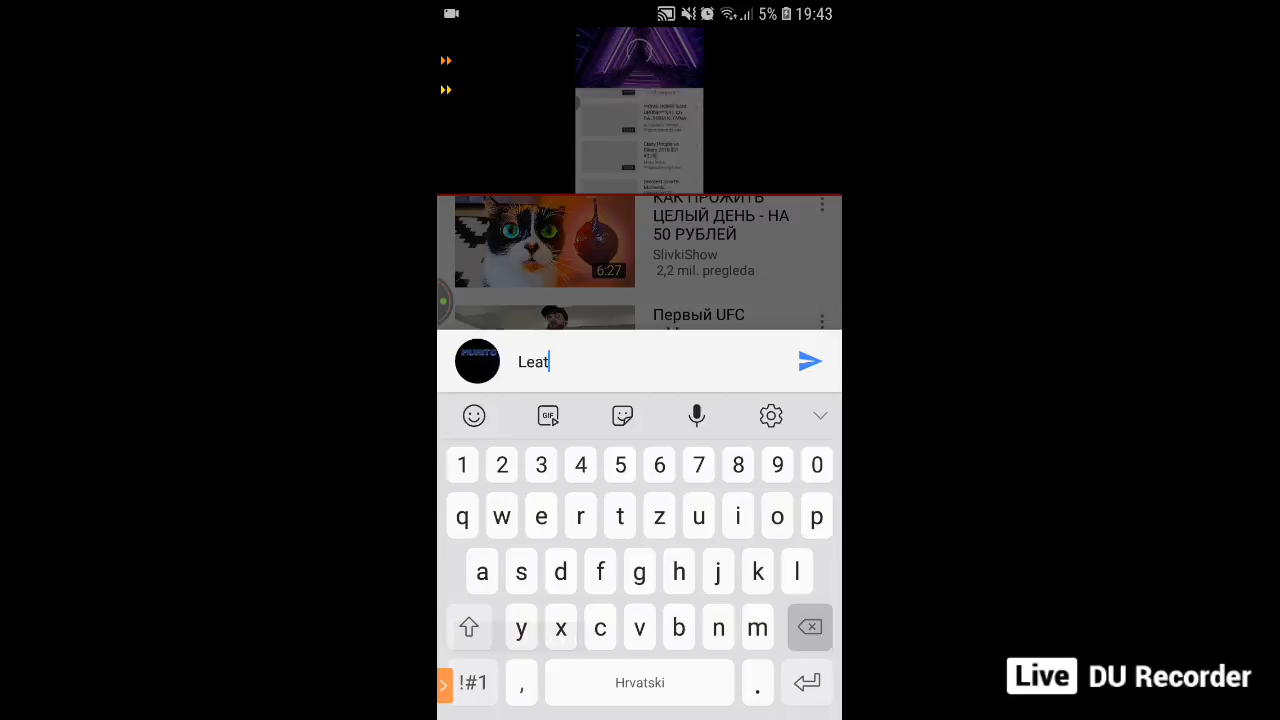 5% 19:43
КАК ПРОЖИТЬ
ЦЕЛЫЙ ДЕНЬ - НА
50 РУБЛЕЙ
SlivkiShow
2,2 mil. pregleda
6:27
Первый UFC
Leat
GIF
1 2 3 4 5 6 7 8 9 0
q w e r t z u i o p
a s d f g h j k l
y x c v b n m
!#1 , Hrvatski .
Live DU Recorder